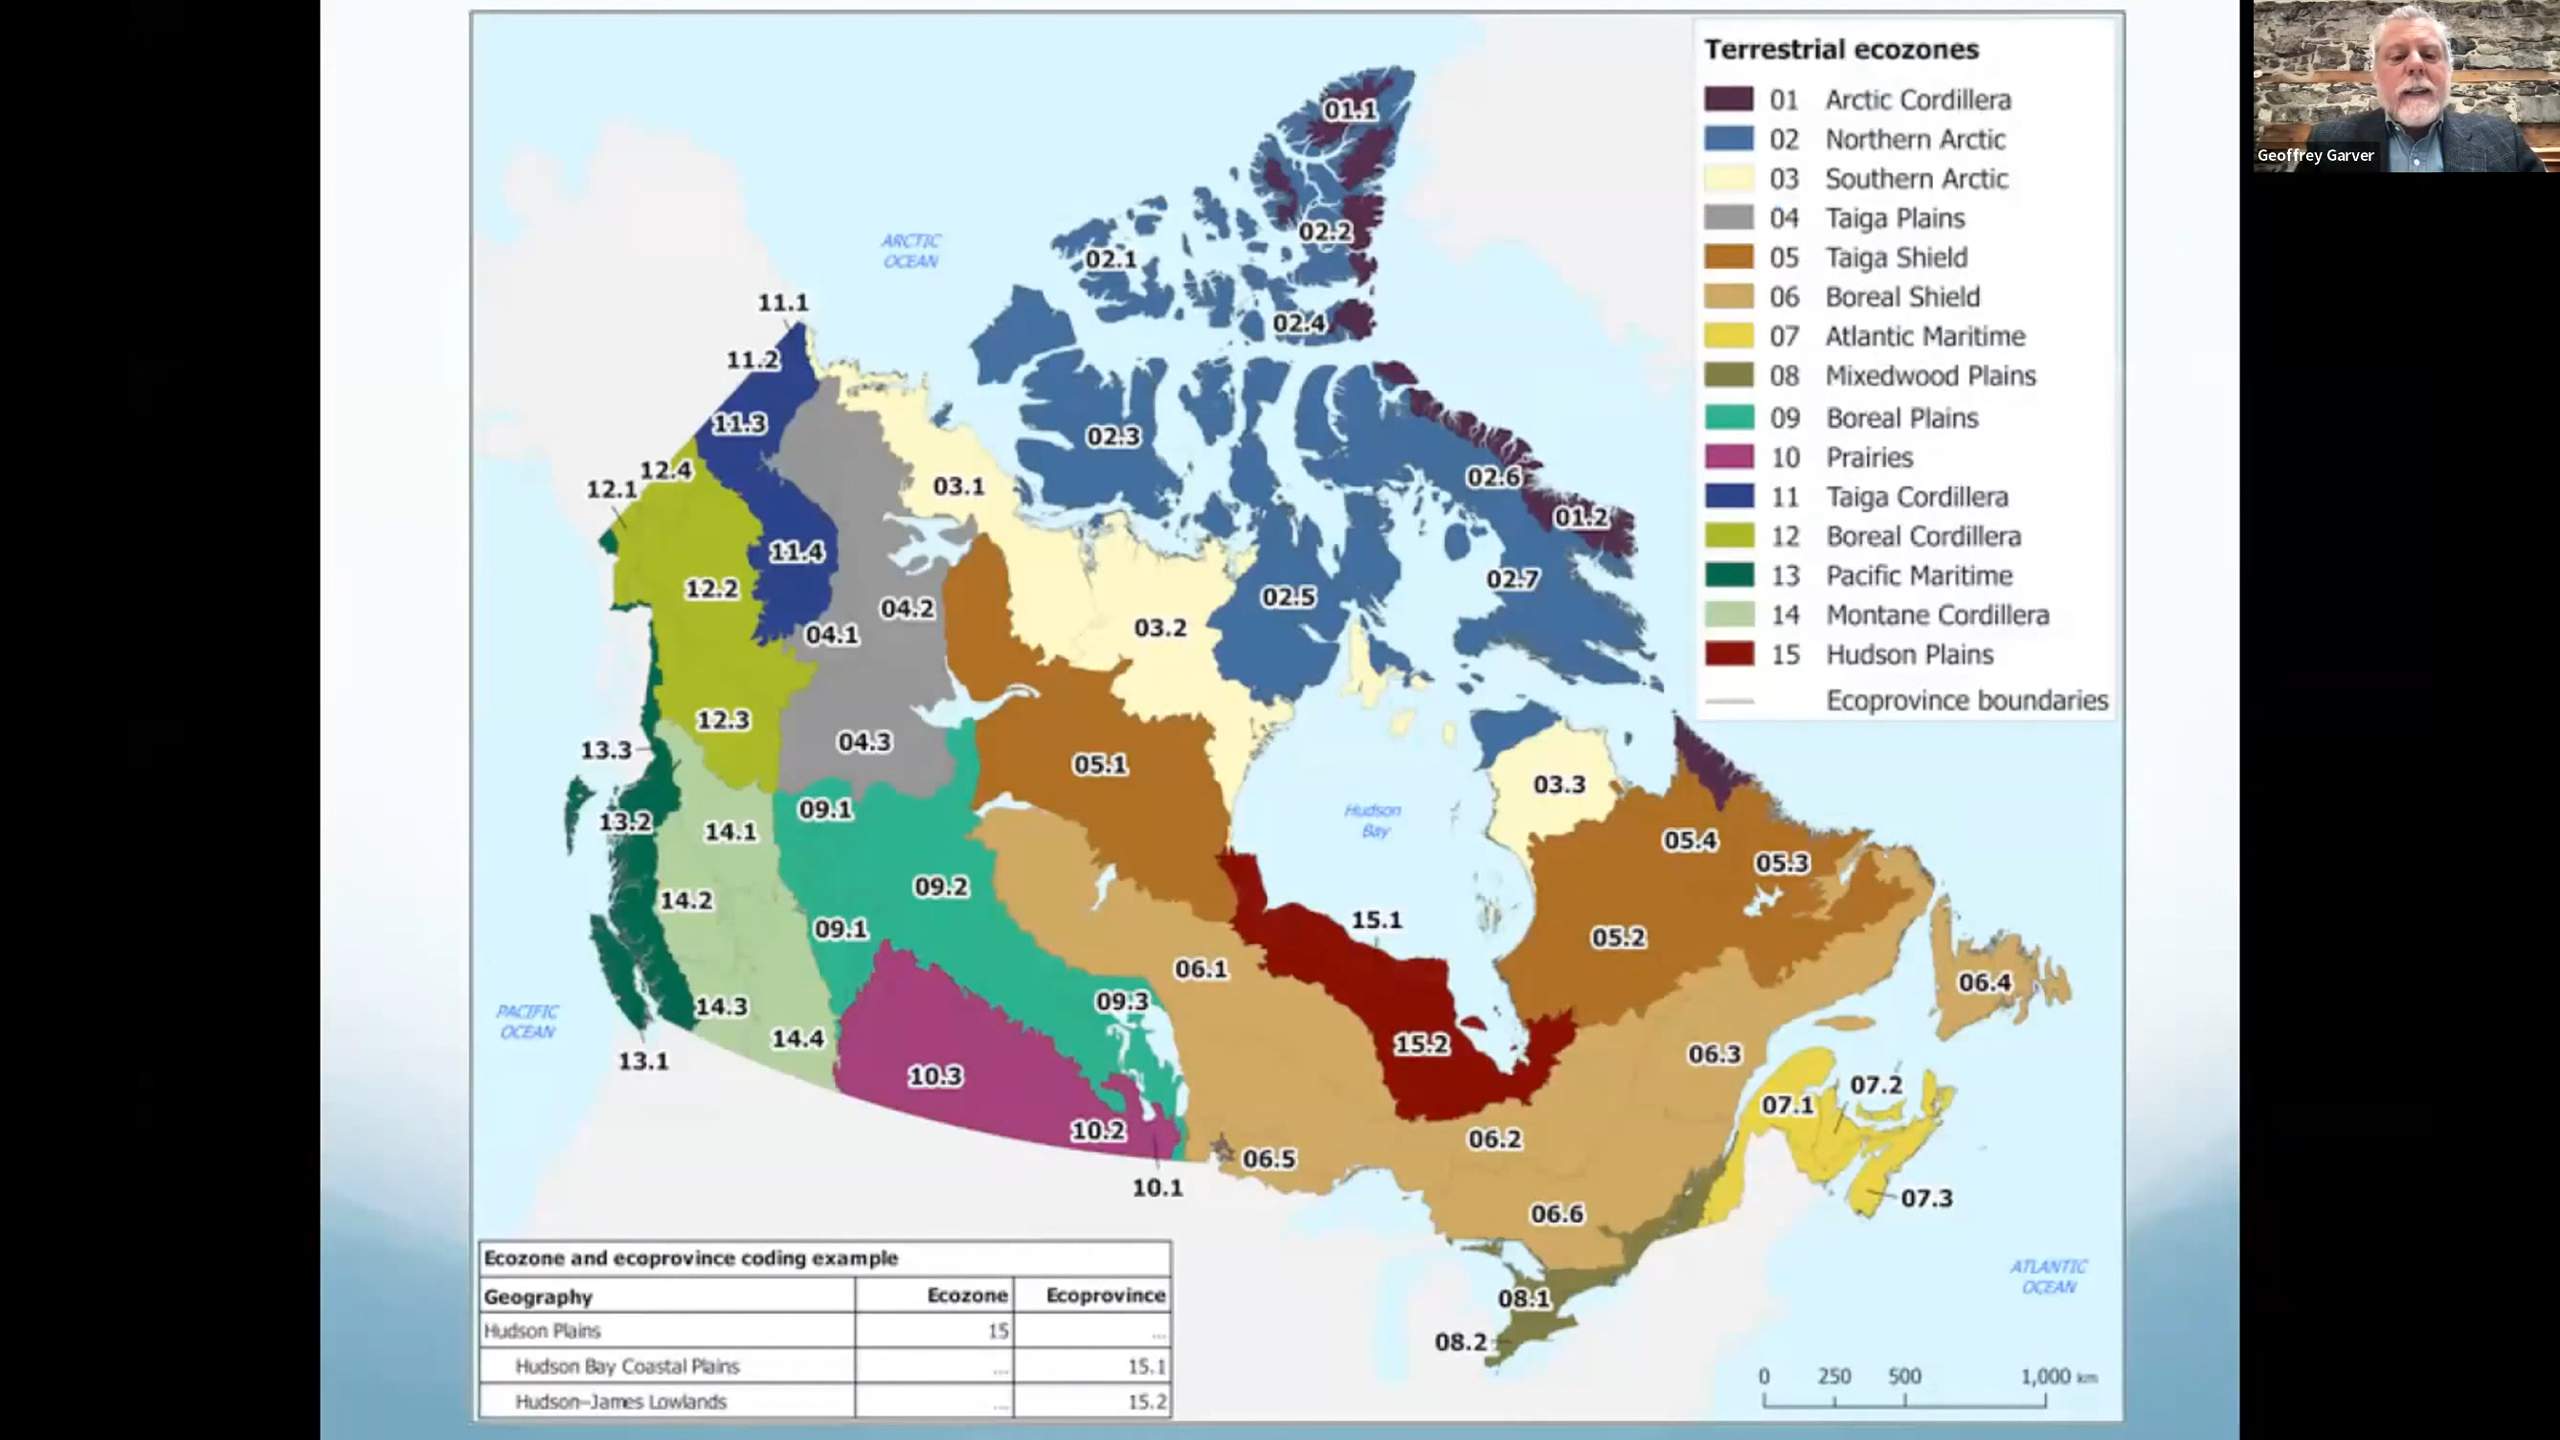 Terrestrial ecozones
01 Arctic Cordillera
02 Northern Arctic
03 Southern Arctic
04 Taiga Plains
05 Taiga Shield
06 Boreal Shield
07 Atlantic Maritime
08 Mixedwood Plains
09 Boreal Plains
10 Prairies
11 Taiga Cordillera
12 Boreal Cordillera
13 Pacific Maritime
14 Montane Cordillera
15 Hudson Plains
Ecoprovince boundaries
Geoffrey Garver
01.1
02.2
ARCTIC
OCEAN
02.1
11.1
02.4
11.2
11.3
02.3
12.4
02.6
12.1
03.1
01.2
11.4
02.7
12.2
02.5
04.2
03.2
04.1
12.3
04.3
13.3
05.1
03.3
09.1
Hudson
Bay
13.2
14.1
05.4
05.3
09.2
14.2
15.1
09.1
05.2
06.1
06.4
09.3
14.3
PACIFIC
OCEAN
14.4
15.2
06.3
13.1
10.3
07.2
07.1
10.2
06.2
06.5
10.1
07.3
06.6
ATLANTIC
OCEAN
08.1
08.2
Ecozone and ecoprovince coding example
Geography Ecozone Ecoprovince
Hudson Plains 15 ...
Hudson Bay Coastal Plains ... 15.1
Hudson–James Lowlands ... 15.2
0 250 500 1,000 km